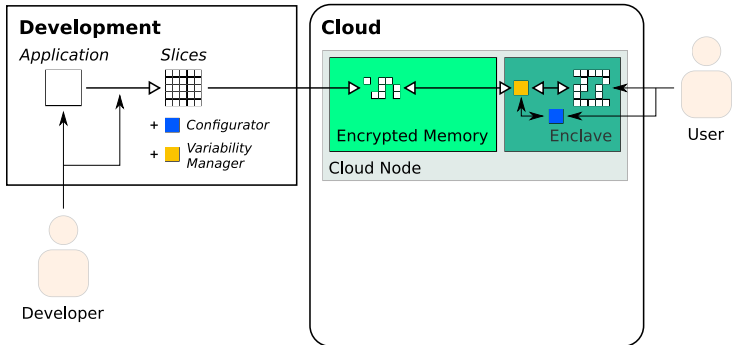 Development
Application
Slices
+ Configurator
+ Variability
Manager
Developer
Cloud
Encrypted Memory
Enclave
Cloud Node
User